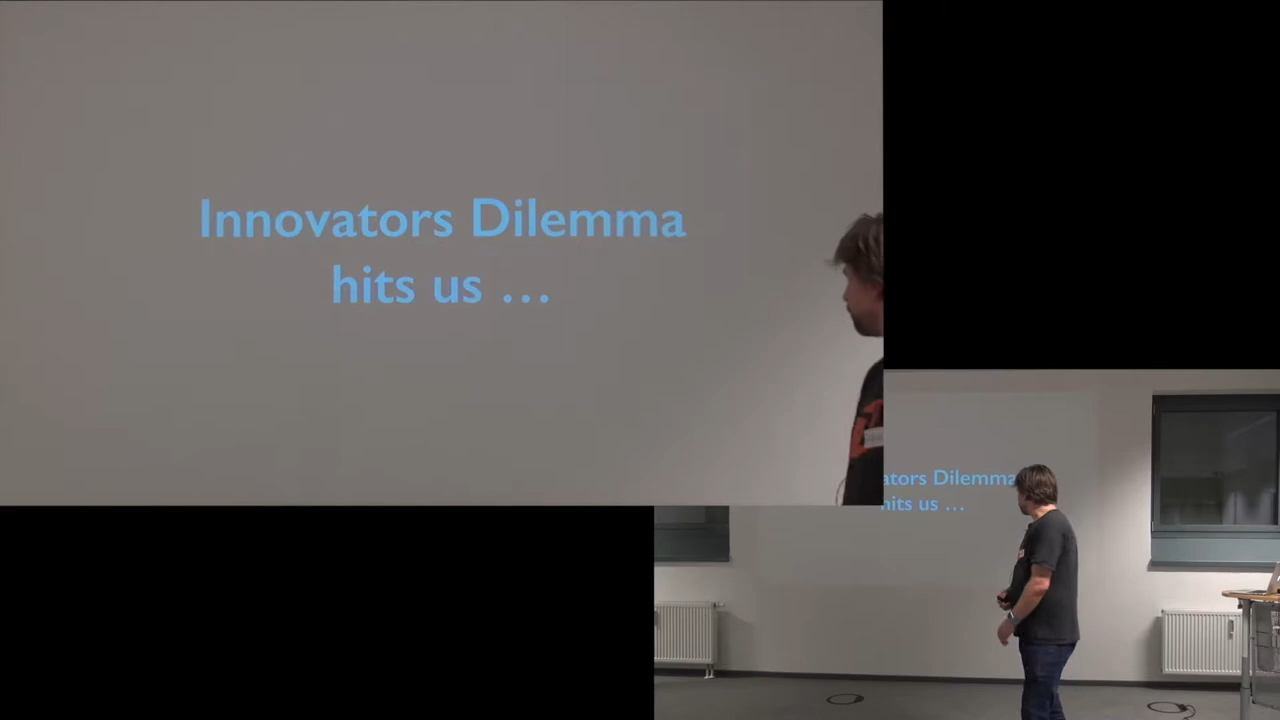 Innovators Dilemma
hits us …
ators Dilemma
hits us …